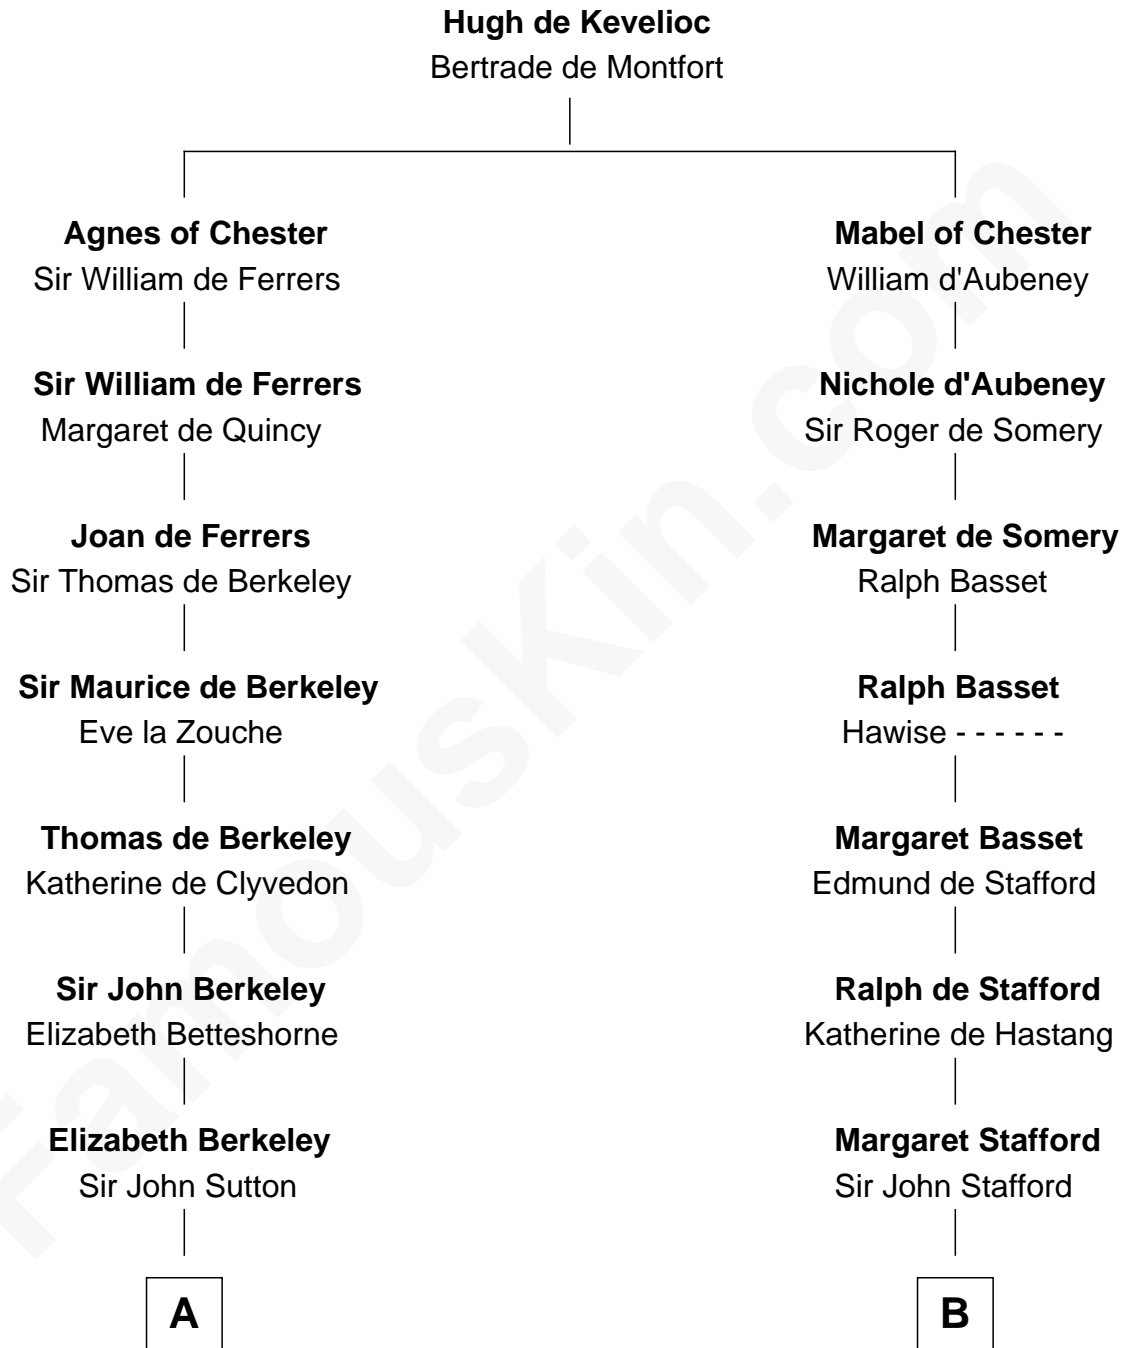 Hugh de Kevelioc
Bertrade de Montfort
Agnes of Chester
Sir William de Ferrers
Mabel of Chester
William d'Aubeney
Sir William de Ferrers
Margaret de Quincy
Nichole d'Aubeney
Sir Roger de Somery
Joan de Ferrers
Sir Thomas de Berkeley
Margaret de Somery
Ralph Basset
Sir Maurice de Berkeley
Eve la Zouche
Ralph Basset
Hawise - - - - - -
Thomas de Berkeley
Katherine de Clyvedon
Margaret Basset
Edmund de Stafford
Sir John Berkeley
Elizabeth Betteshorne
Ralph de Stafford
Katherine de Hastang
Elizabeth Berkeley
Sir John Sutton
Margaret Stafford
Sir John Stafford
A
B
FamousKin.com